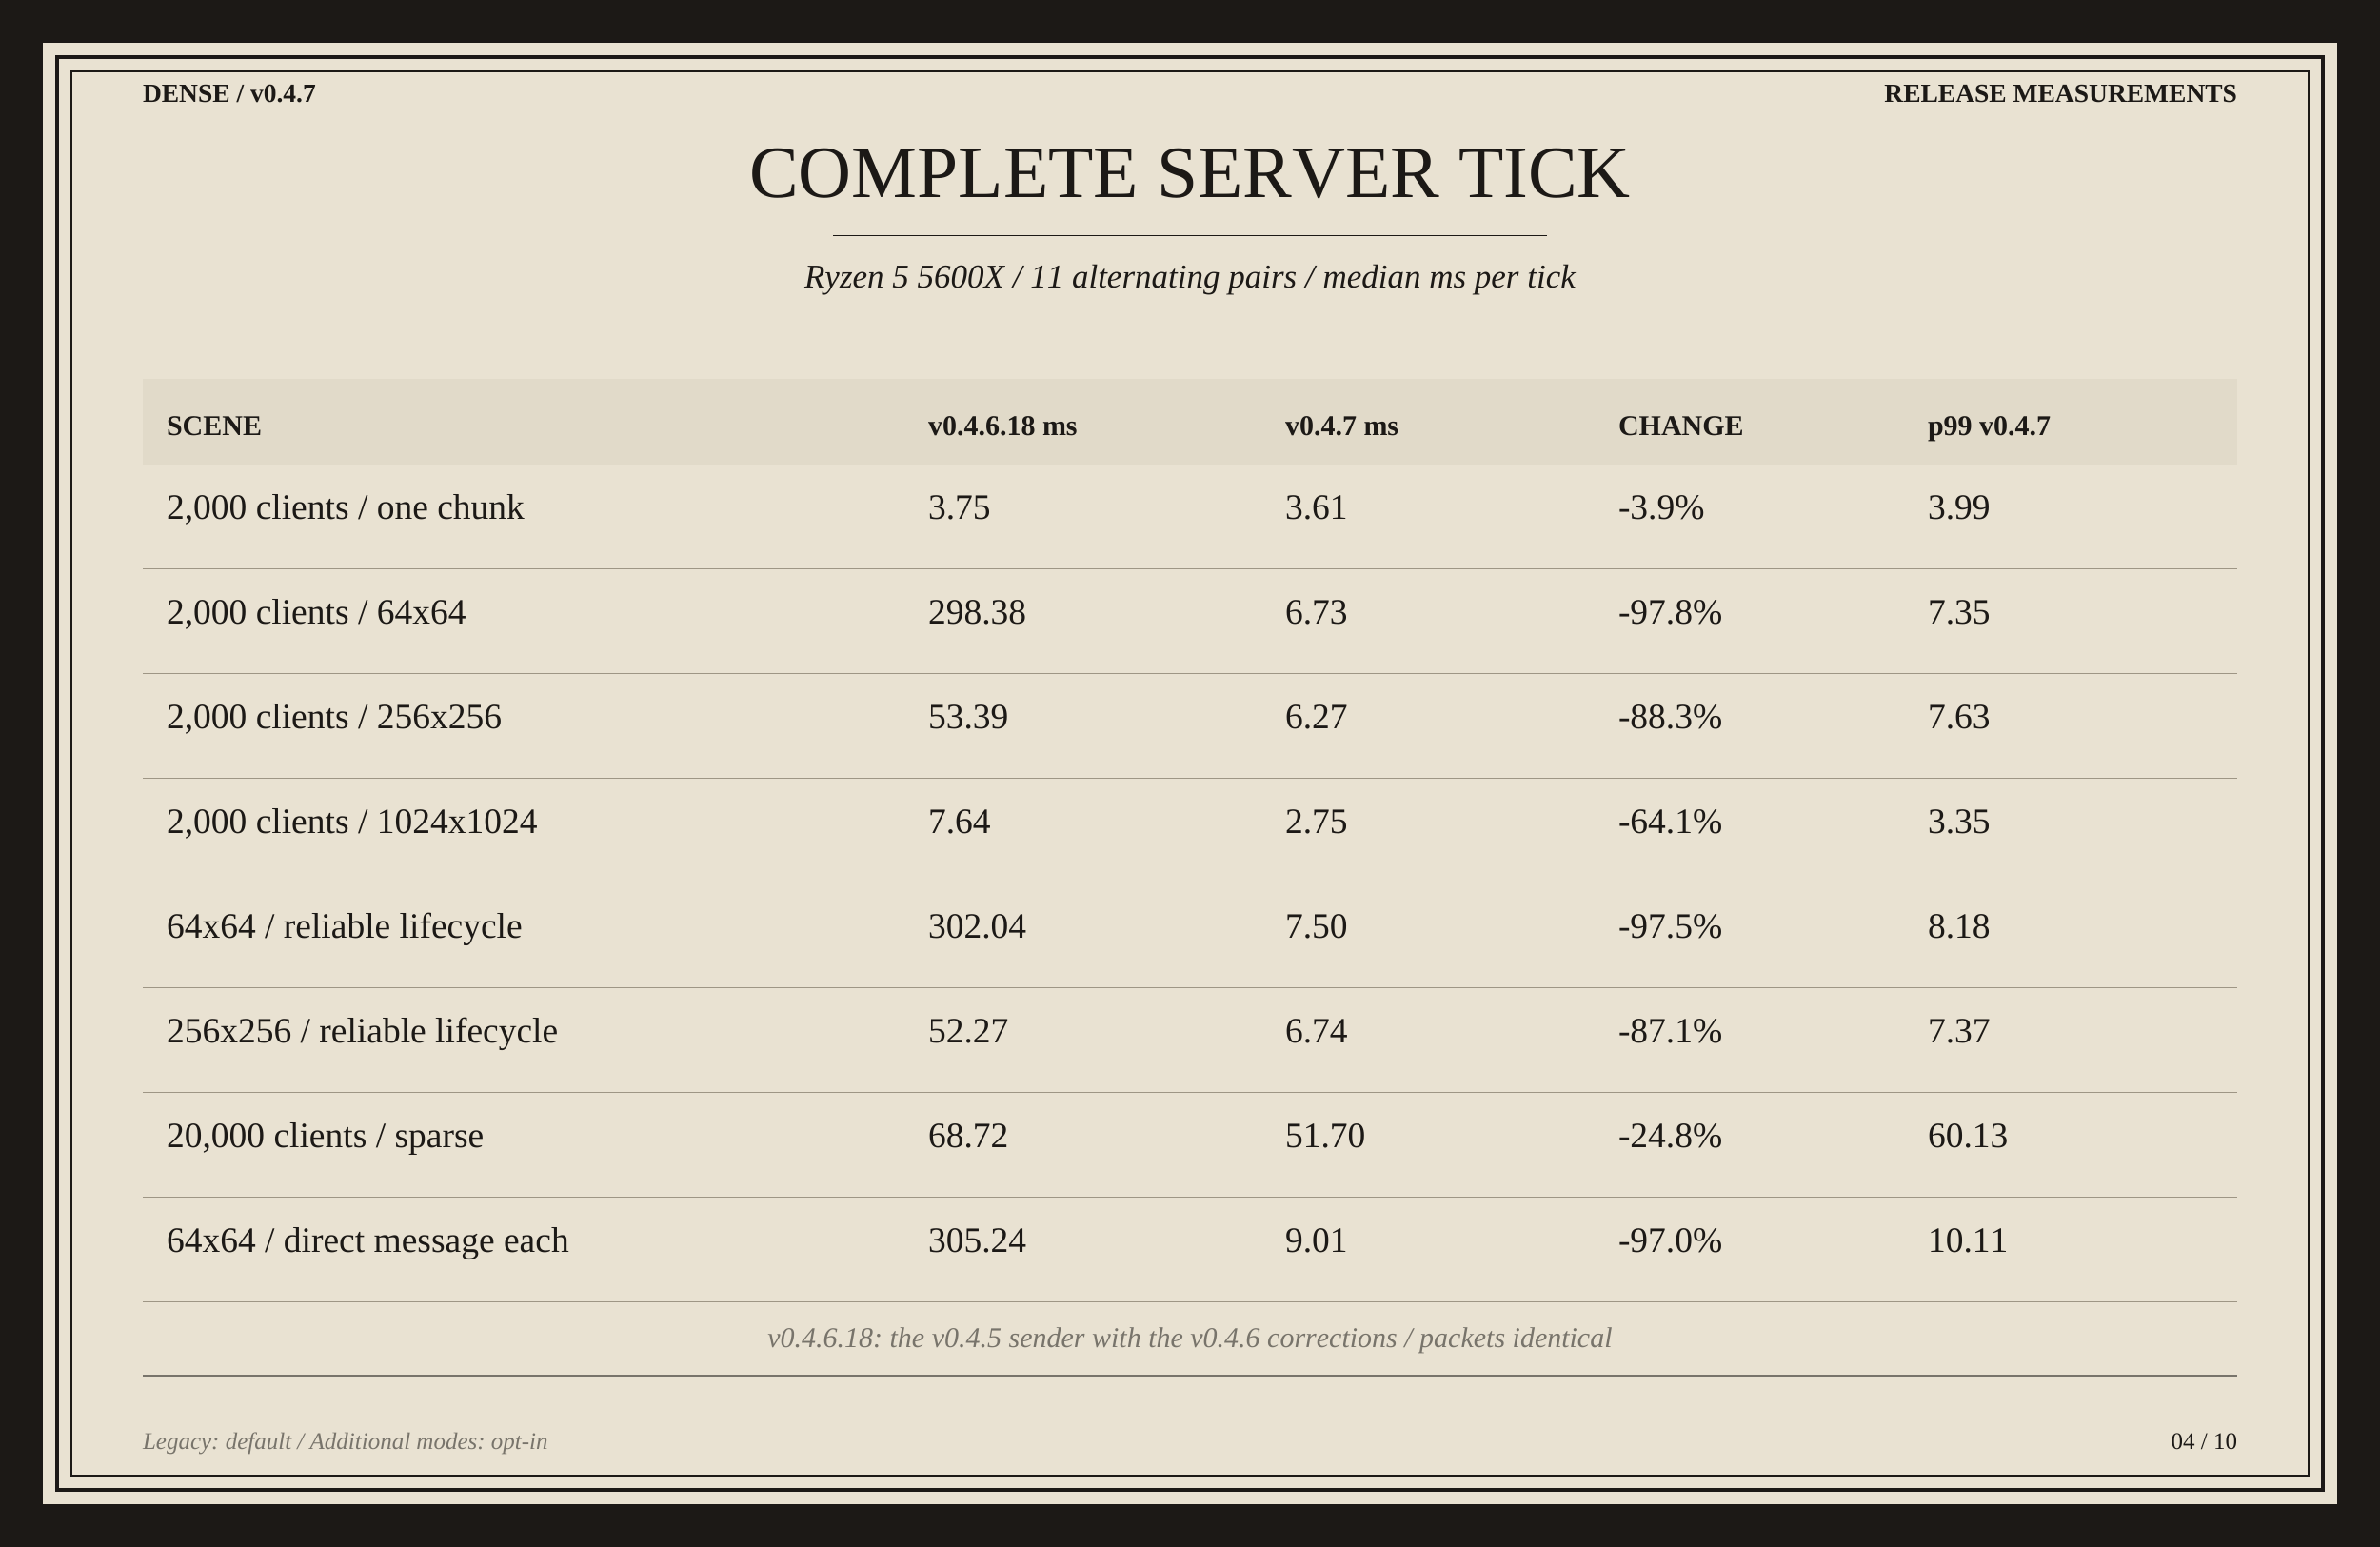 DENSE / v0.4.7
RELEASE MEASUREMENTS
COMPLETE SERVER TICK
Ryzen 5 5600X / 11 alternating pairs / median ms per tick
SCENE v0.4.6.18 ms v0.4.7 ms CHANGE p99 v0.4.7
2,000 clients / one chunk 3.75 3.61 -3.9% 3.99
2,000 clients / 64x64 298.38 6.73 -97.8% 7.35
2,000 clients / 256x256 53.39 6.27 -88.3% 7.63
2,000 clients / 1024x1024 7.64 2.75 -64.1% 3.35
64x64 / reliable lifecycle 302.04 7.50 -97.5% 8.18
256x256 / reliable lifecycle 52.27 6.74 -87.1% 7.37
20,000 clients / sparse 68.72 51.70 -24.8% 60.13
64x64 / direct message each 305.24 9.01 -97.0% 10.11
v0.4.6.18: the v0.4.5 sender with the v0.4.6 corrections / packets identical
Legacy: default / Additional modes: opt-in
04 / 10